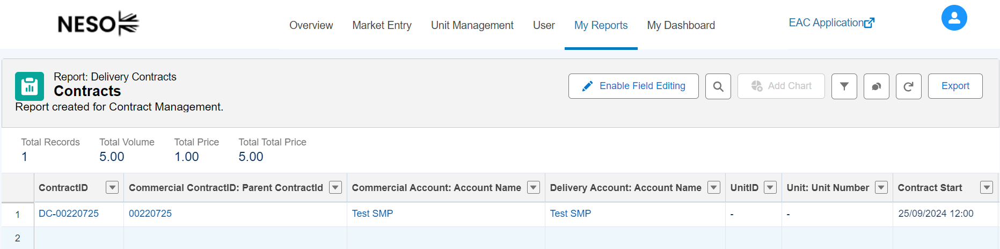 NESO
Overview Market Entry Unit Management User My Reports My Dashboard EAC Application
Report: Delivery Contracts
Contracts
Report created for Contract Management.
Enable Field Editing Add Chart Export
Total Records Total Volume Total Price Total Total Price
1 5.00 1.00 5.00
ContractID Commercial ContractID: Parent ContractId Commercial Account: Account Name Delivery Account: Account Name UnitID Unit: Unit Number Contract Start
1 DC-00220725 00220725 Test SMP Test SMP - - 25/09/2024 12:00
2